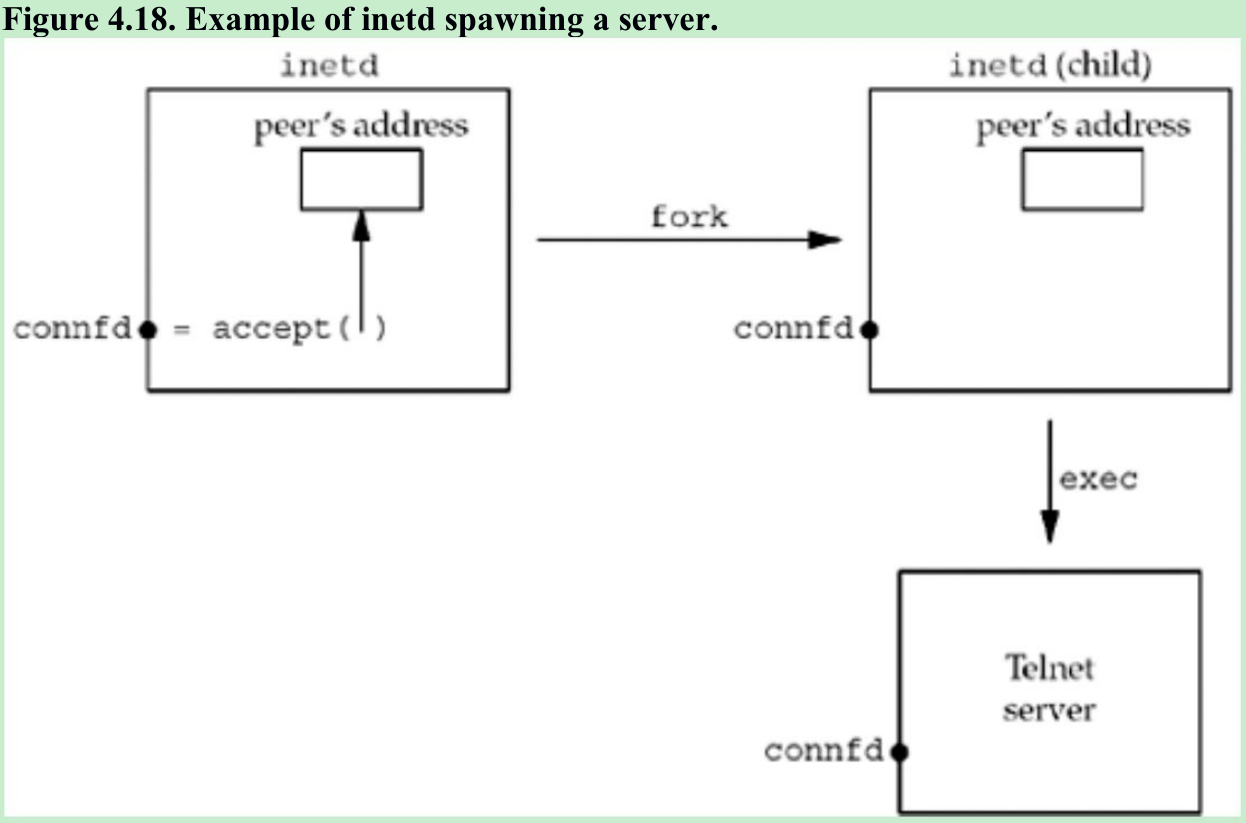 Figure 4.18. Example of inetd spawning a server.
inetd
inetd (child)
peer's address
peer's address
fork
connfd = accept( )
connfd
exec
Telnet
server
connfd